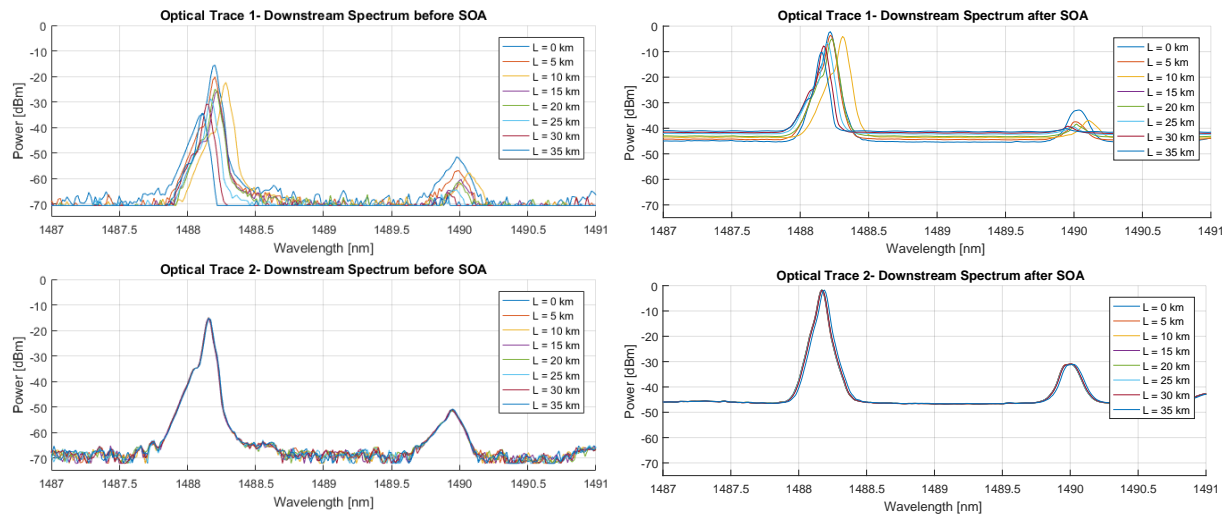 Optical Trace 1- Downstream Spectrum before SOA
Power [dBm]
0
-10
-20
-30
-40
-50
-60
-70
1487
1487.5
1488
1488.5
1489
1489.5
1490
1490.5
1491
Wavelength [nm]
L = 0 km
L = 5 km
L = 10 km
L = 15 km
L = 20 km
L = 25 km
L = 30 km
L = 35 km
Optical Trace 1- Downstream Spectrum after SOA
Power [dBm]
0
-10
-20
-30
-40
-50
-60
-70
1487
1487.5
1488
1488.5
1489
1489.5
1490
1490.5
1491
Wavelength [nm]
L = 0 km
L = 5 km
L = 10 km
L = 15 km
L = 20 km
L = 25 km
L = 30 km
L = 35 km
Optical Trace 2- Downstream Spectrum before SOA
Power [dBm]
0
-10
-20
-30
-40
-50
-60
-70
1487
1487.5
1488
1488.5
1489
1489.5
1490
1490.5
1491
Wavelength [nm]
L = 0 km
L = 5 km
L = 10 km
L = 15 km
L = 20 km
L = 25 km
L = 30 km
L = 35 km
Optical Trace 2- Downstream Spectrum after SOA
Power [dBm]
0
-10
-20
-30
-40
-50
-60
-70
1487
1487.5
1488
1488.5
1489
1489.5
1490
1490.5
1491
Wavelength [nm]
L = 0 km
L = 5 km
L = 10 km
L = 15 km
L = 20 km
L = 25 km
L = 30 km
L = 35 km